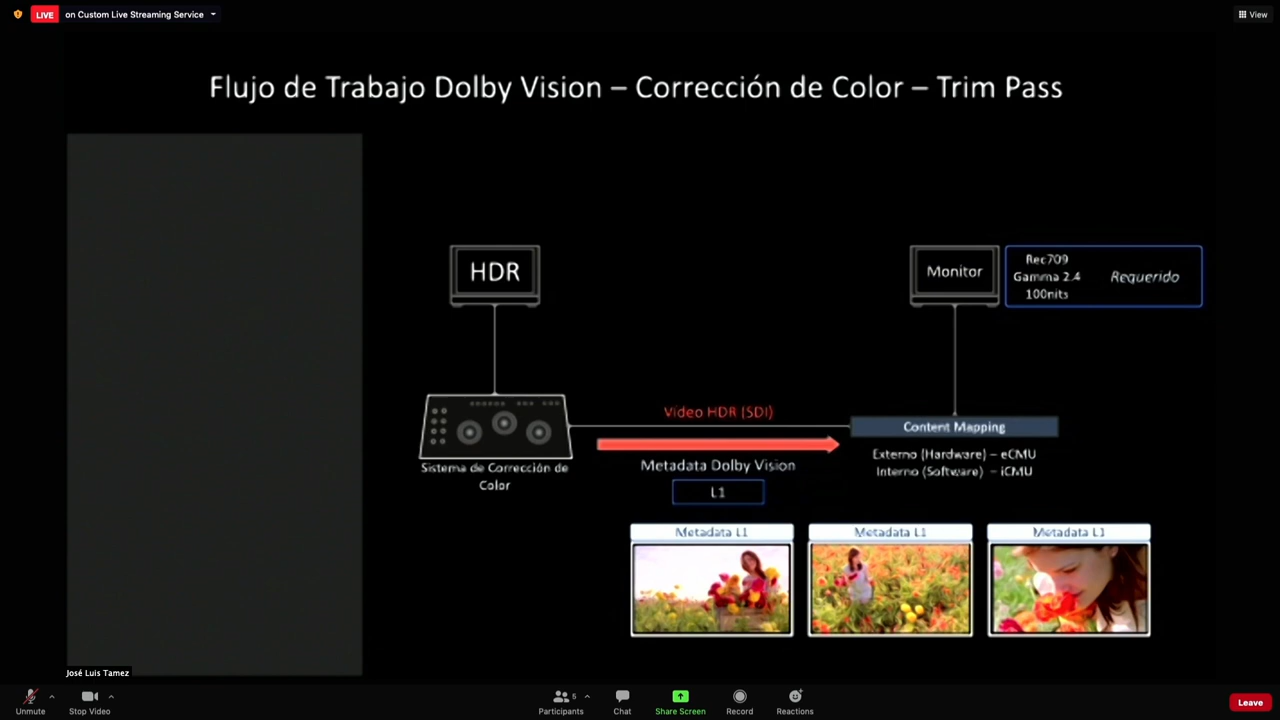 LIVE on Custom Live Streaming Service
View
Flujo de Trabajo Dolby Vision – Corrección de Color – Trim Pass
HDR
Monitor
Rec709
Gamma 2.4
100nits
Requerido
Sistema de Corrección de
Color
Vídeo HDR (SDI)
Metadata Dolby Vision
L1
Content Mapping
Externo (Hardware) – eCMU
Interno (Software) – iCMU
Metadata L1
Metadata L1
Metadata L1
José Luis Tamez
Unmute
Stop Video
Participants 5
Chat
Share Screen
Record
Reactions
Leave